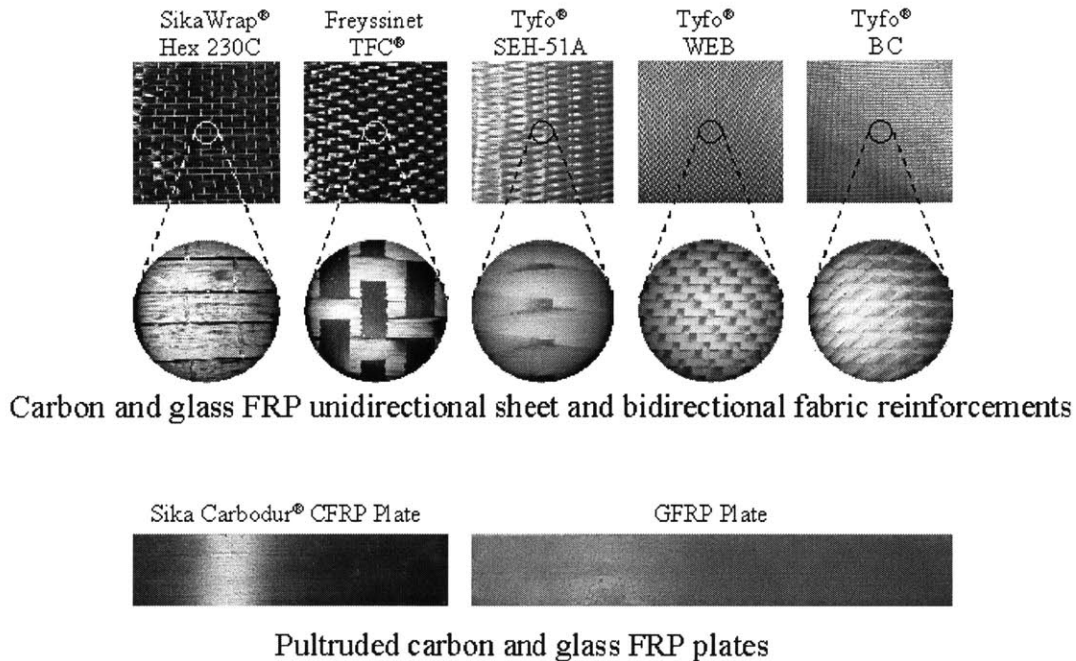 SikaWrap®
Hex 230C
Freyssinet
TFC®
Tyfo®
SEH-51A
Tyfo®
WEB
Tyfo®
BC
Carbon and glass FRP unidirectional sheet and bidirectional fabric reinforcements
Sika Carbodur® CFRP Plate
GFRP Plate
Pultruded carbon and glass FRP plates